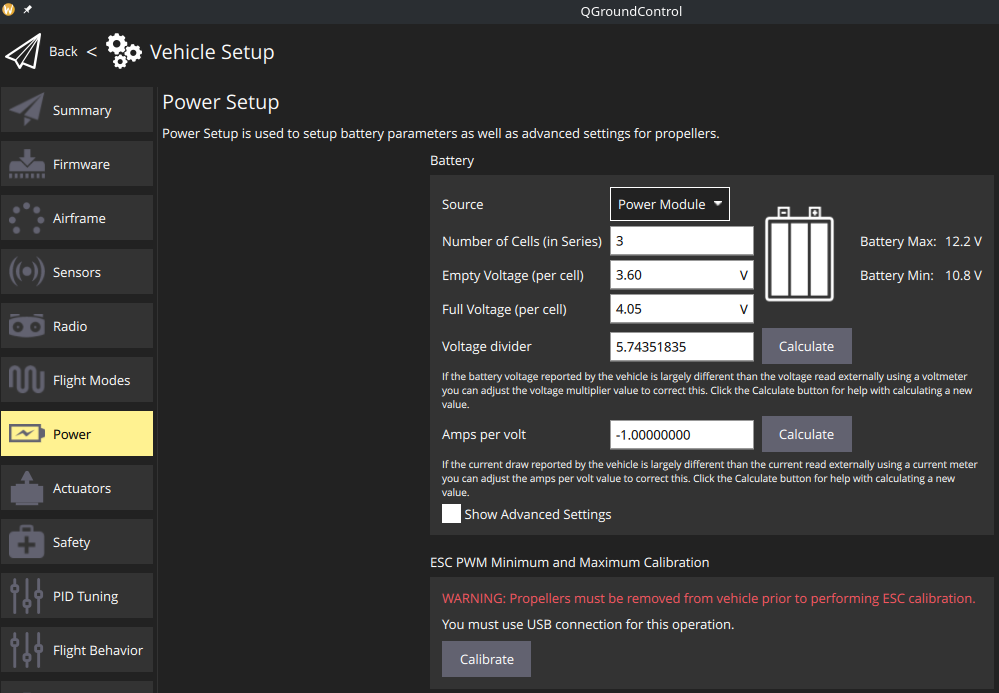 QGroundControl
Back < Vehicle Setup
Summary
Firmware
Airframe
Sensors
Radio
Flight Modes
Power
Actuators
Safety
PID Tuning
Flight Behavior
Power Setup
Power Setup is used to setup battery parameters as well as advanced settings for propellers.
Battery
Source Power Module
Number of Cells (in Series) 3
Battery Max: 12.2 V
Empty Voltage (per cell) 3.60 V
Battery Min: 10.8 V
Full Voltage (per cell) 4.05 V
Voltage divider 5.74351835 Calculate
If the battery voltage reported by the vehicle is largely different than the voltage read externally using a voltmeter
you can adjust the voltage multiplier value to correct this. Click the Calculate button for help with calculating a new
value.
Amps per volt -1.00000000 Calculate
If the current draw reported by the vehicle is largely different than the current read externally using a current meter
you can adjust the amps per volt value to correct this. Click the Calculate button for help with calculating a new
value.
Show Advanced Settings
ESC PWM Minimum and Maximum Calibration
WARNING: Propellers must be removed from vehicle prior to performing ESC calibration.
You must use USB connection for this operation.
Calibrate